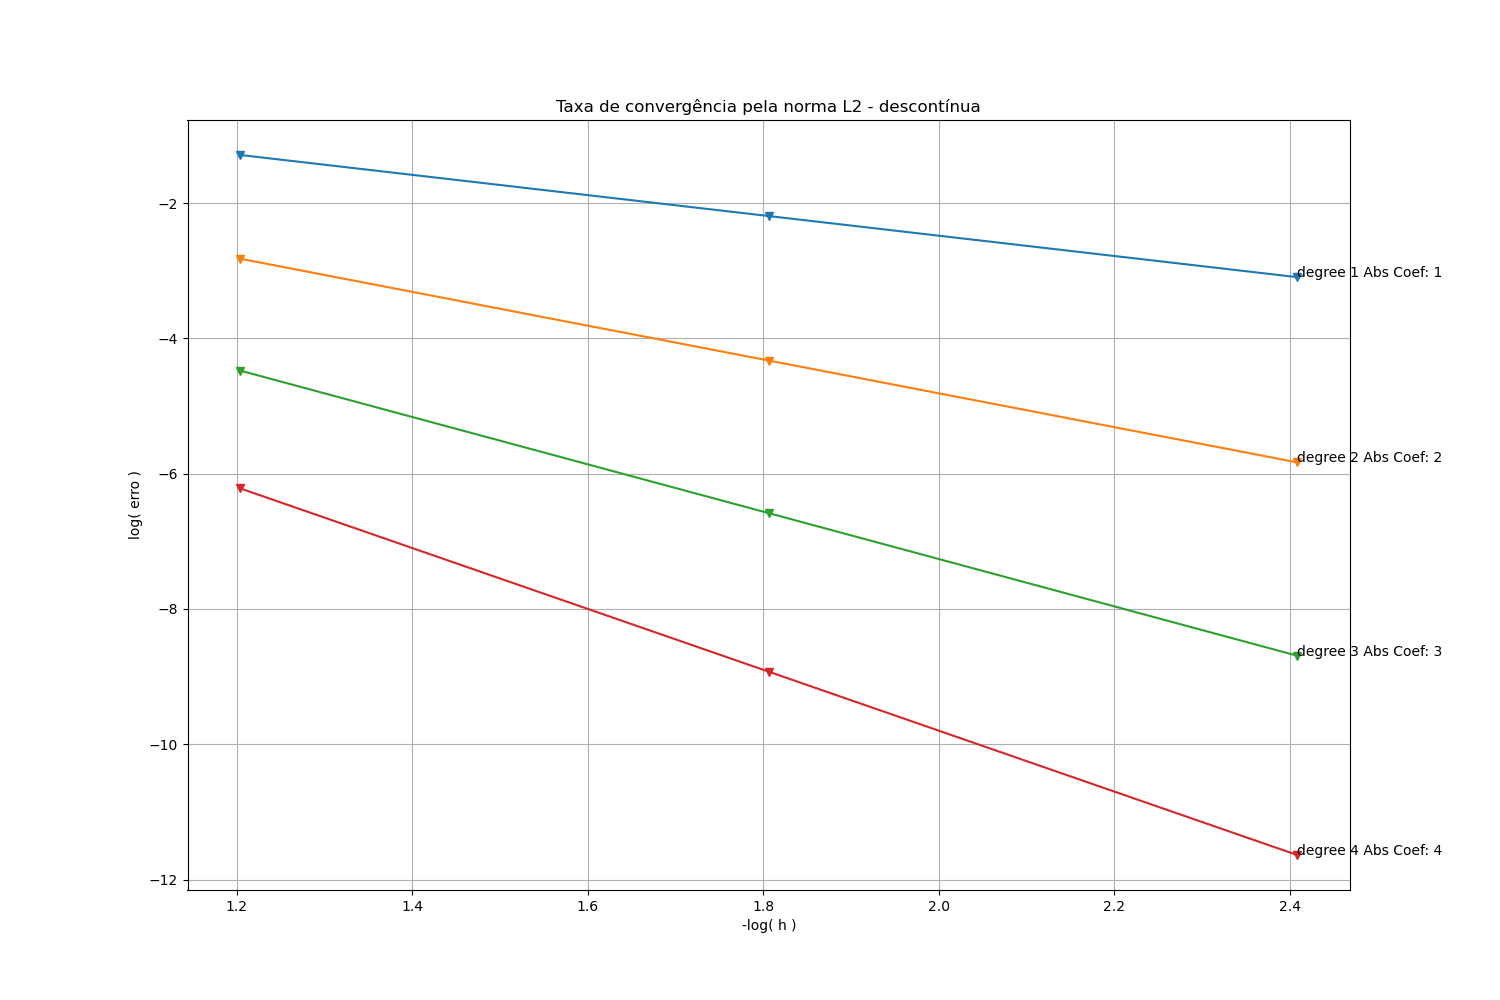 Taxa de convergência pela norma L2 - descontínua
−2
−4
−6
−8
−10
−12
log( erro )
degree 1 Abs Coef: 1
degree 2 Abs Coef: 2
degree 3 Abs Coef: 3
degree 4 Abs Coef: 4
1.2 1.4 1.6 1.8 2.0 2.2 2.4
-log( h )